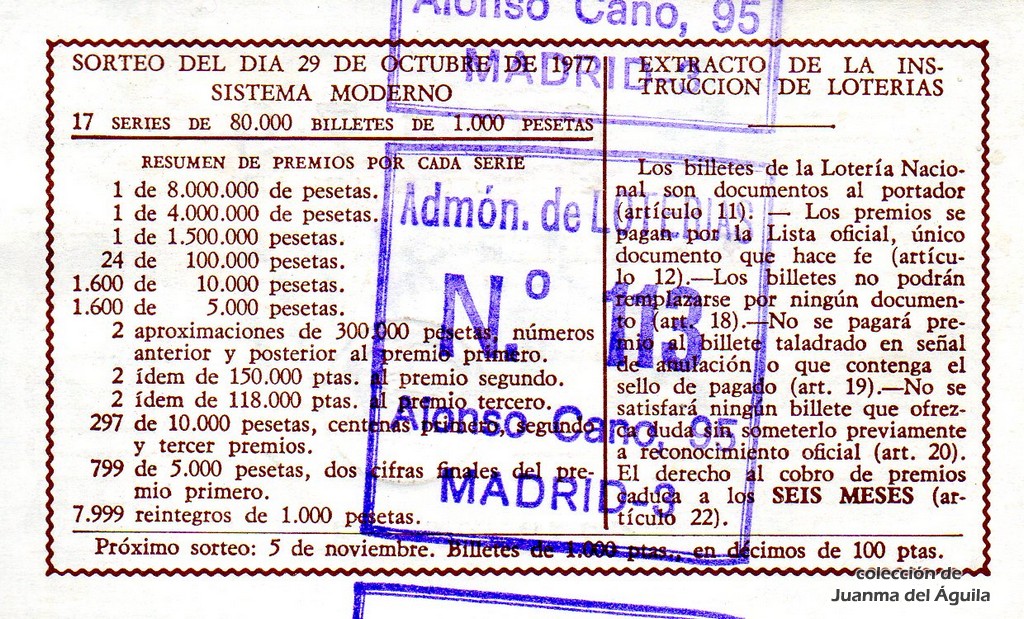 Alonso Cano, 95
MADRID-3
SORTEO DEL DIA 29 DE OCTUBRE DE 1977
SISTEMA MODERNO
17 SERIES DE 80.000 BILLETES DE 1.000 PESETAS
RESUMEN DE PREMIOS POR CADA SERIE
1 de 8.000.000 de pesetas.
1 de 4.000.000 de pesetas.
1 de 1.500.000 pesetas.
24 de 100.000 pesetas.
1.600 de 10.000 pesetas.
1.600 de 5.000 pesetas.
2 aproximaciones de 300.000 pesetas, números
anterior y posterior al premio primero.
2 ídem de 150.000 ptas. al premio segundo.
2 ídem de 118.000 ptas. al premio tercero.
297 de 10.000 pesetas, centenas primero, segundo
y tercer premios.
799 de 5.000 pesetas, dos cifras finales del pre-
mio primero.
7.999 reintegros de 1.000 pesetas.
EXTRACTO DE LA INS-
TRUCCION DE LOTERIAS
Los billetes de la Lotería Nacio-
nal son documentos al portador
(artículo 11). — Los premios se
pagan por la Lista oficial, único
documento que hace fe (artícu-
lo 12).—Los billetes no podrán
remplazarse por ningún documen-
to (art. 18).—No se pagará pre-
mio al billete taladrado en señal
de anulación o que contenga el
sello de pagado (art. 19).—No se
satisfará ningún billete que ofrez-
ca duda sin someterlo previamente
a reconocimiento oficial (art. 20).
El derecho al cobro de premios
caduca a los SEIS MESES (ar-
tículo 22).
Próximo sorteo: 5 de noviembre. Billetes de 1.000 ptas., en décimos de 100 ptas.
Admón. de LOTERIAS
N.º 113
Alonso Cano, 95
MADRID-3
colección de
Juanma del Águila